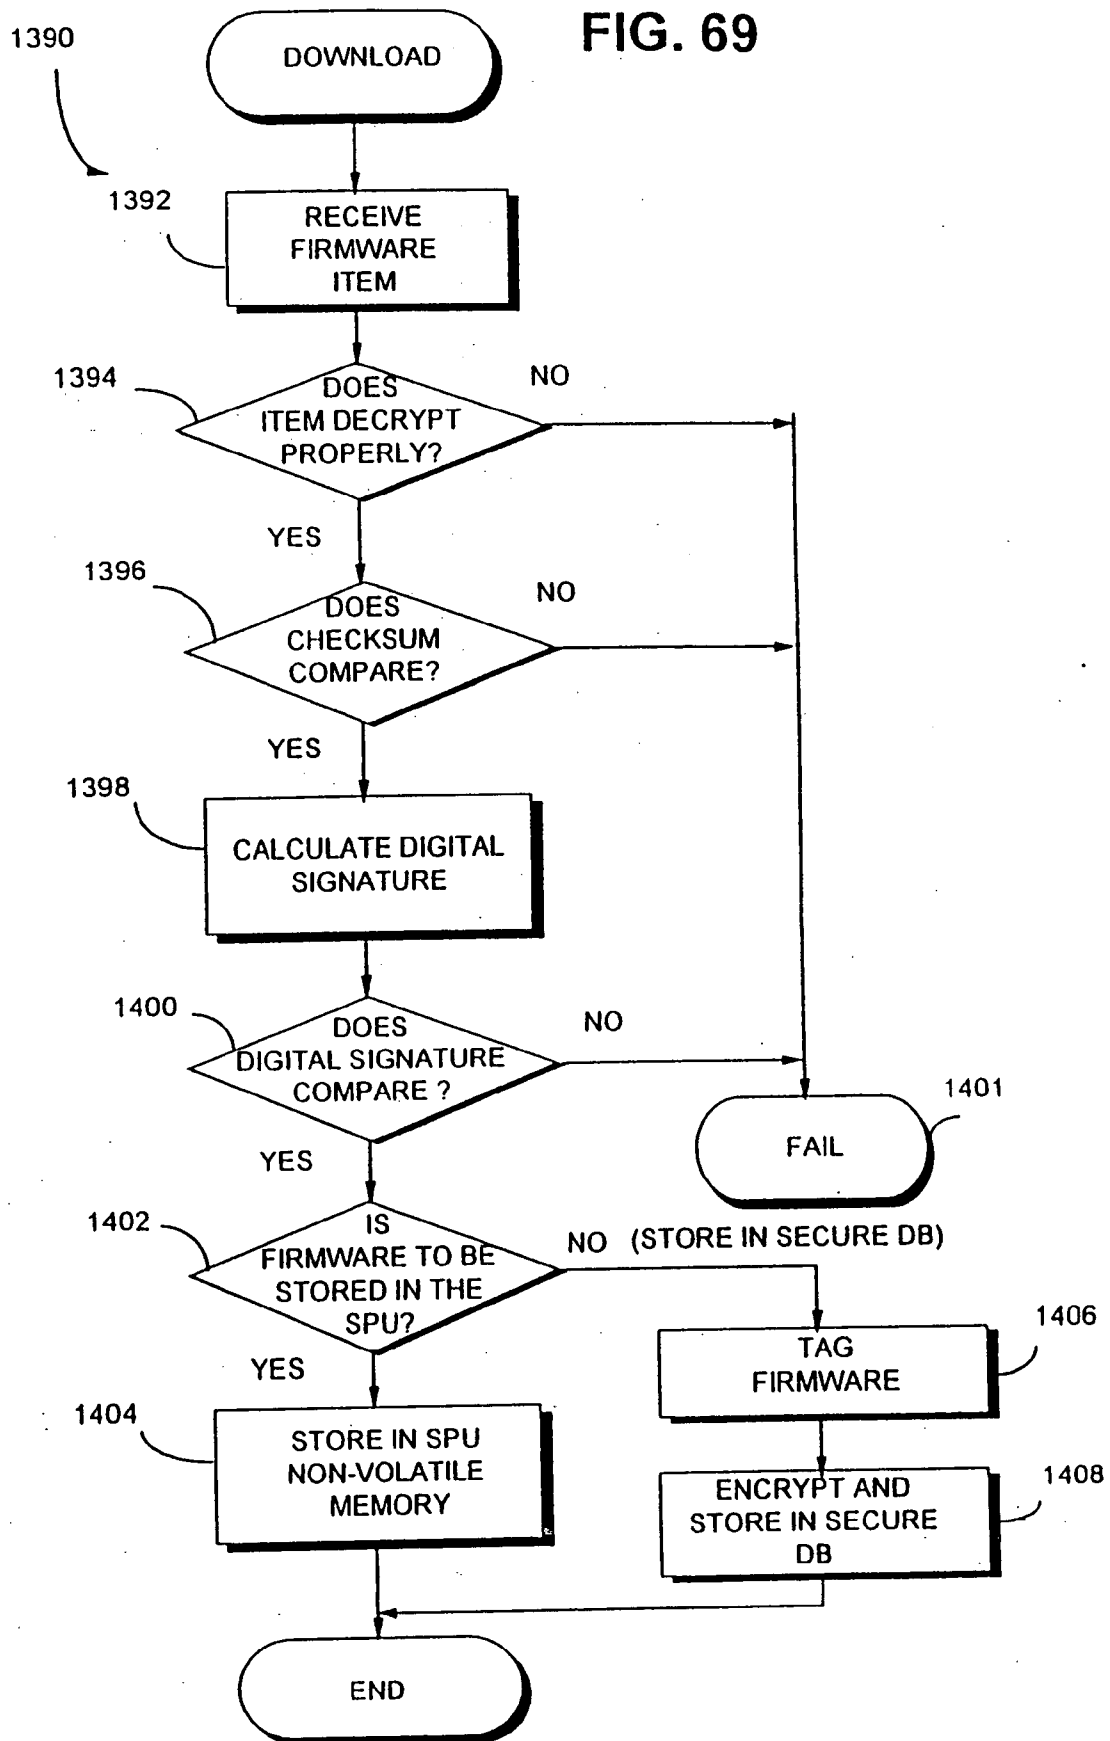 FIG. 69
1390
DOWNLOAD
1392
RECEIVE
FIRMWARE
ITEM
1394
DOES
ITEM DECRYPT
PROPERLY?
NO
YES
1396
DOES
CHECKSUM
COMPARE?
NO
YES
1398
CALCULATE DIGITAL
SIGNATURE
1400
DOES
DIGITAL SIGNATURE
COMPARE ?
NO
1401
FAIL
YES
1402
IS
FIRMWARE TO BE
STORED IN THE
SPU?
NO (STORE IN SECURE DB)
YES
1406
TAG
FIRMWARE
1404
STORE IN SPU
NON-VOLATILE
MEMORY
1408
ENCRYPT AND
STORE IN SECURE
DB
END